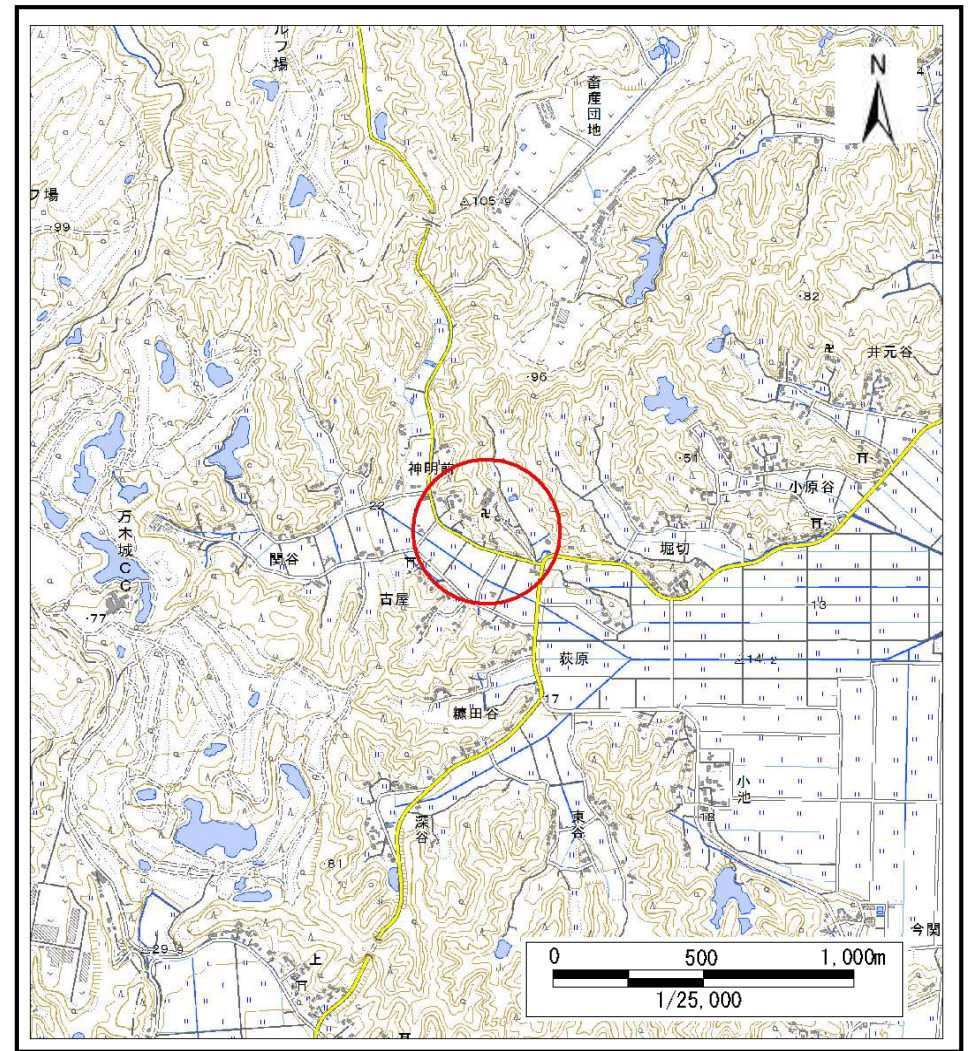 ルフ場
畜産団地
N
フ場
105.9
99
82
井元谷
96
51
神明前
小原谷
22
万木城CC
堀切
関谷
古屋
13
77
荻原
14.2
17
糠田谷
小池
18
深谷
東谷
81
今関
29.3
上
0 500 1,000m
1/25,000